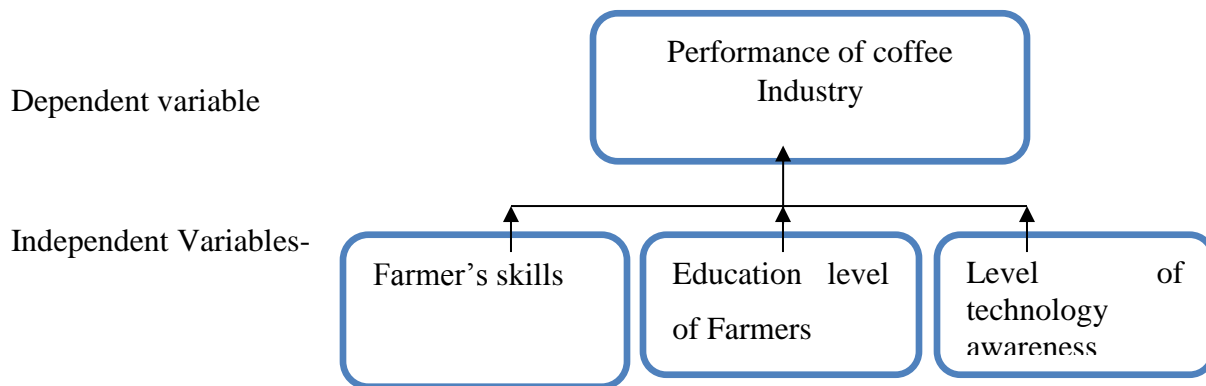 Performance of coffee
Industry
Dependent variable
Independent Variables-
Farmer’s skills
Education level
of Farmers
Level of
technology
awareness